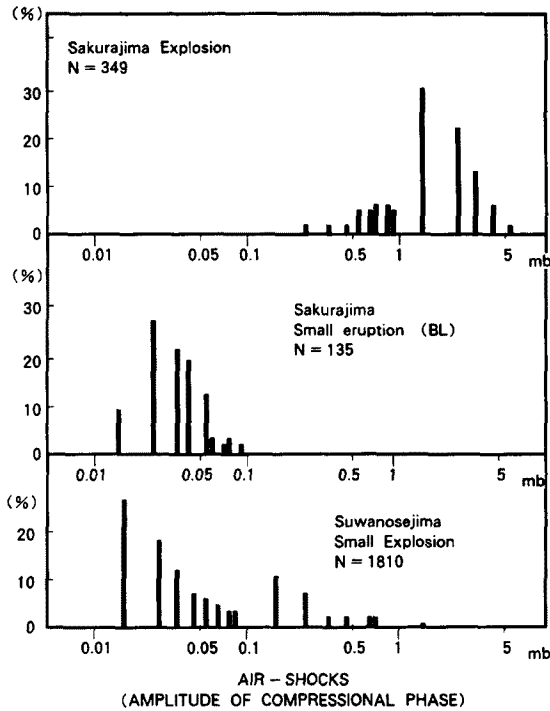 (%)
Sakurajima Explosion
N = 349
30
20
10
0
0.01 0.05 0.1 0.5 1 5 mb
(%)
Sakurajima
Small eruption (BL)
N = 135
30
20
10
0
0.01 0.05 0.1 0.5 1 5 mb
(%)
Suwanosejima
Small Explosion
N = 1810
20
10
0
0.01 0.05 0.1 0.5 1 5 mb
AIR – SHOCKS
(AMPLITUDE OF COMPRESSIONAL PHASE)